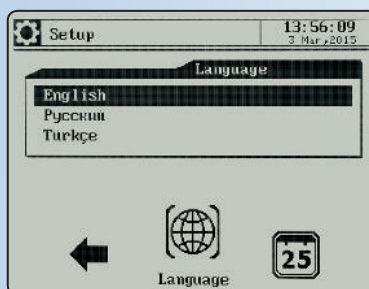 Setup
13:56:09
3 Mar,2015
Language
English
Русский
Turkçe
Language
25